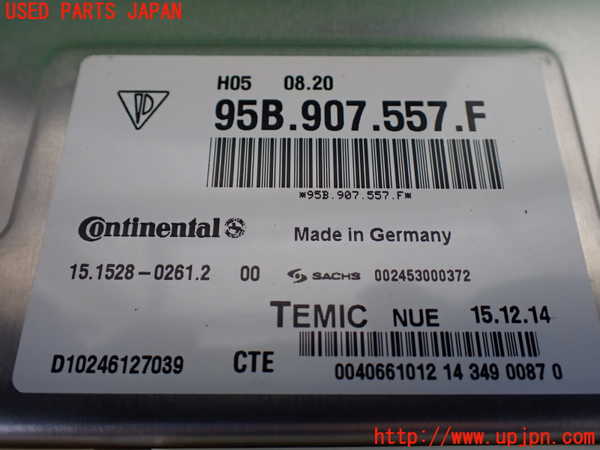 USED PARTS JAPAN
H05 08.20
95B.907.557.F
*95B.907.557.F*
Continental
Made in Germany
15.1528-0261.2 00 SACHS 002453000372
TEMIC NUE 15.12.14
D10246127039 CTE
0040661012 14 349 0087 0
http://www.upjpn.com/